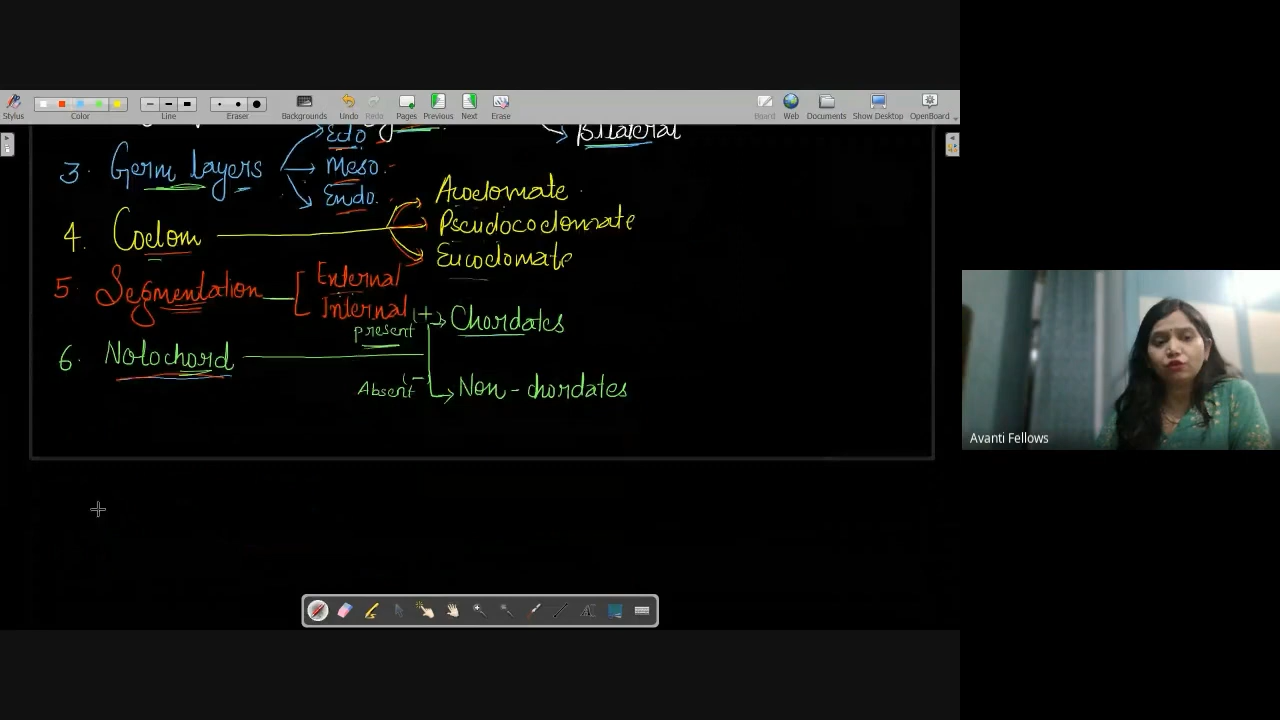 Stylus Color Line Eraser Backgrounds Undo Redo Pages Previous Next Erase Board Web Documents Show Desktop OpenBoard
Ecto
Bilateral
3. Germ layers
Meso.
Endo.
Acoelomate
4. Coelom
Pseudocoelomate
Eucoelomate
5. Segmentation
External
Internal
present (+)
Chordates
6. Notochord
Absent (-)
Non-chordates
Avanti Fellows